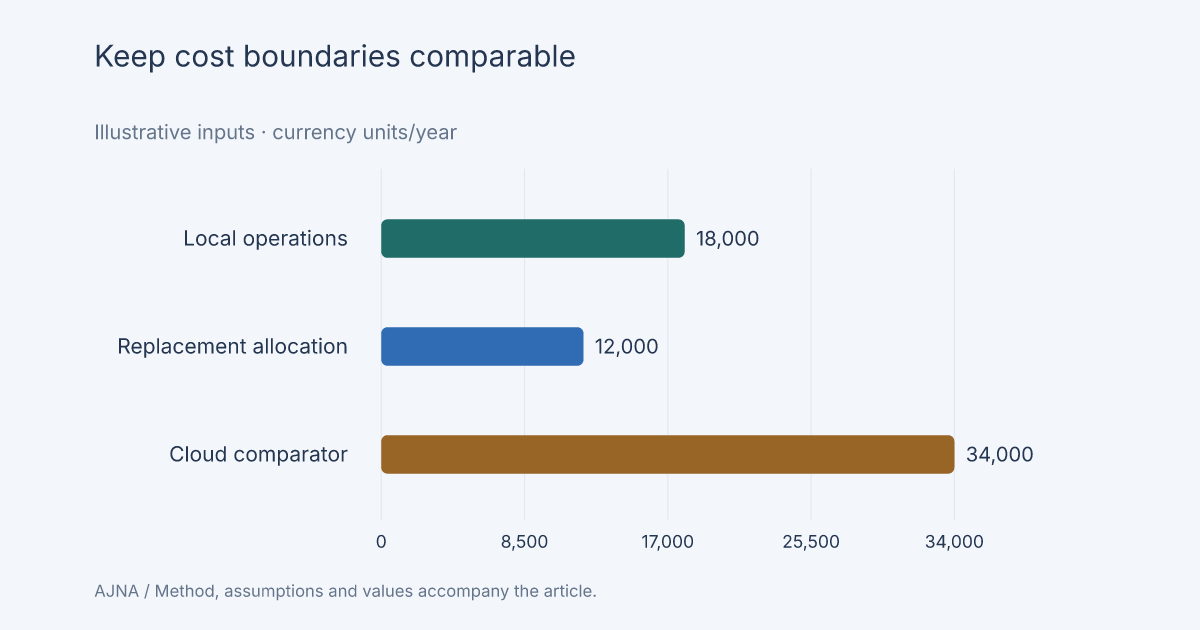 Keep cost boundaries comparable
Illustrative inputs · currency units/year
Local operations 18,000
Replacement allocation 12,000
Cloud comparator 34,000
0 8,500 17,000 25,500 34,000
AJNA / Method, assumptions and values accompany the article.